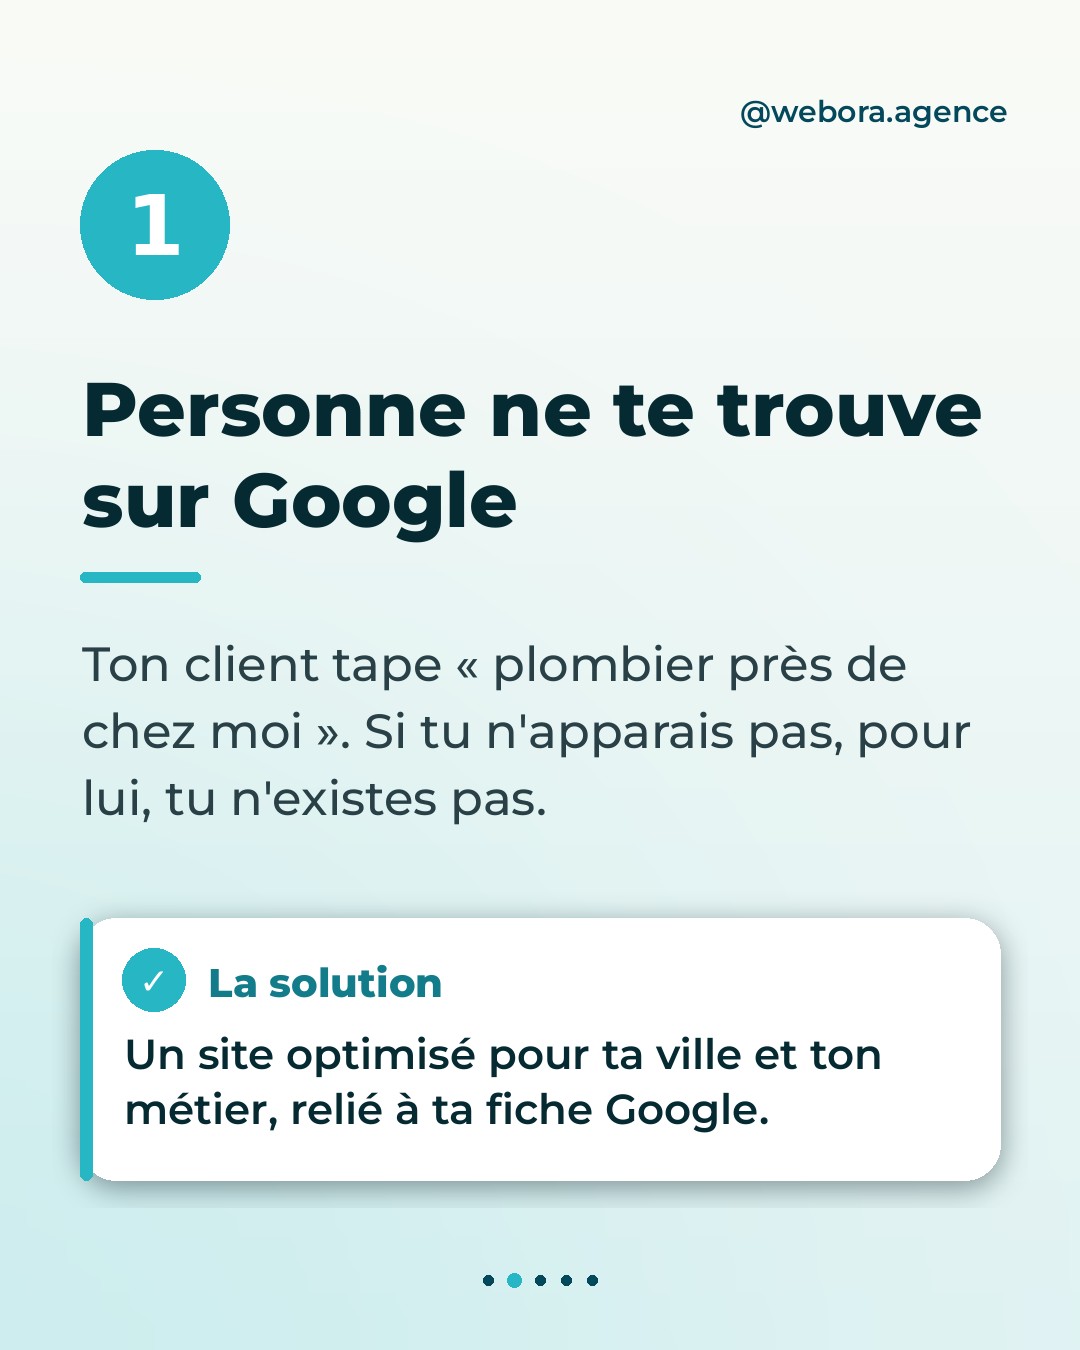 @webora.agence
1
Personne ne te trouve
sur Google
Ton client tape « plombier près de
chez moi ». Si tu n'apparais pas, pour
lui, tu n'existes pas.
✓ La solution
Un site optimisé pour ta ville et ton
métier, relié à ta fiche Google.